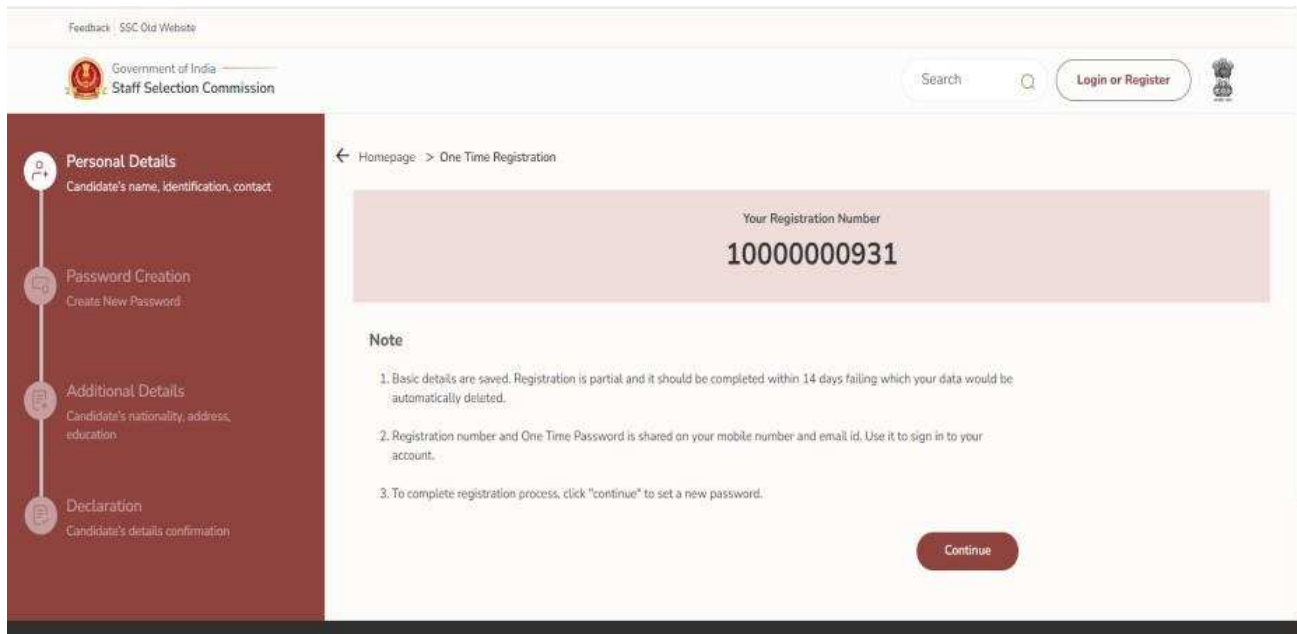 Feedback | SSC Old Website
Government of India
Staff Selection Commission
Search
Login or Register
Personal Details
Candidate's name, identification, contact
Password Creation
Create New Password
Additional Details
Candidate's nationality, address,
education
Declaration
Candidate's details confirmation
Homepage > One Time Registration
Your Registration Number
10000000931
Note
1. Basic details are saved. Registration is partial and it should be completed within 14 days failing which your data would be
automatically deleted.
2. Registration number and One Time Password is shared on your mobile number and email id. Use it to sign in to your
account.
3. To complete registration process, click "continue" to set a new password.
Continue